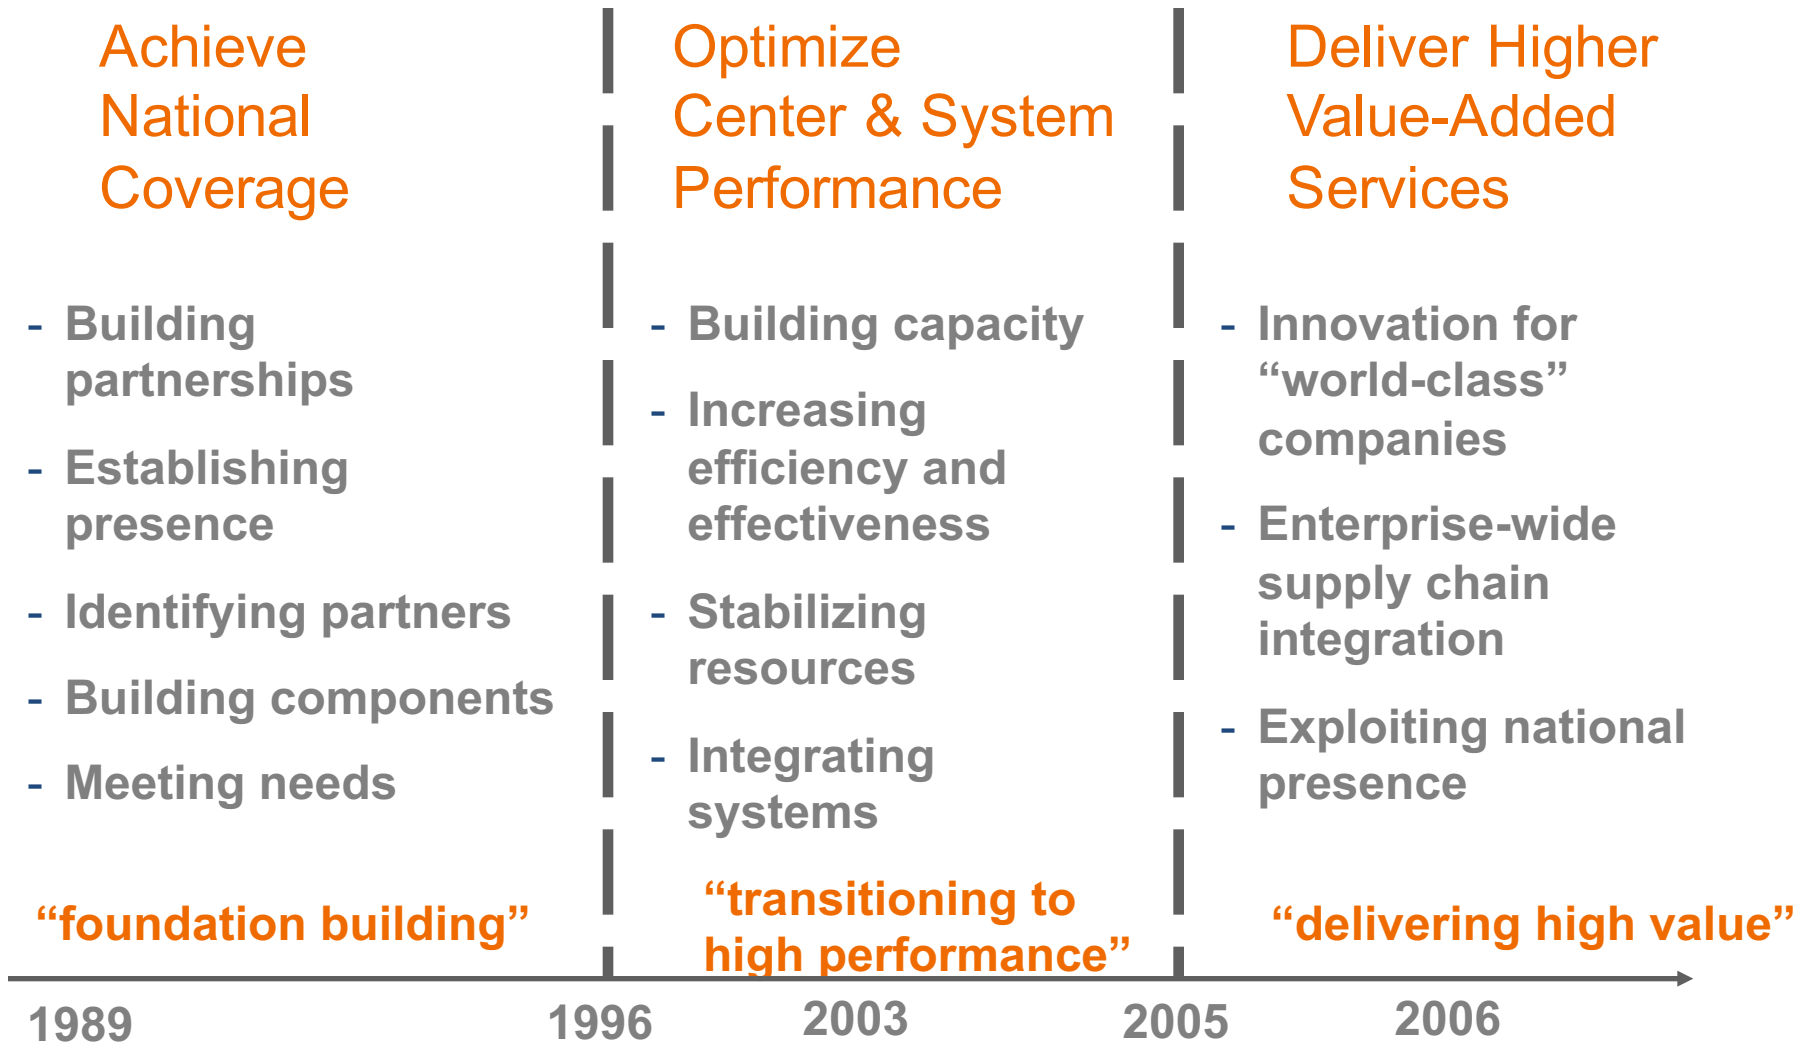 Achieve
National
Coverage
- Building
partnerships
- Establishing
presence
- Identifying partners
- Building components
- Meeting needs
“foundation building”
Optimize
Center & System
Performance
- Building capacity
- Increasing
efficiency and
effectiveness
- Stabilizing
resources
- Integrating
systems
“transitioning to
high performance”
Deliver Higher
Value-Added
Services
- Innovation for
“world-class”
companies
- Enterprise-wide
supply chain
integration
- Exploiting national
presence
“delivering high value”
1989
1996
2003
2005
2006